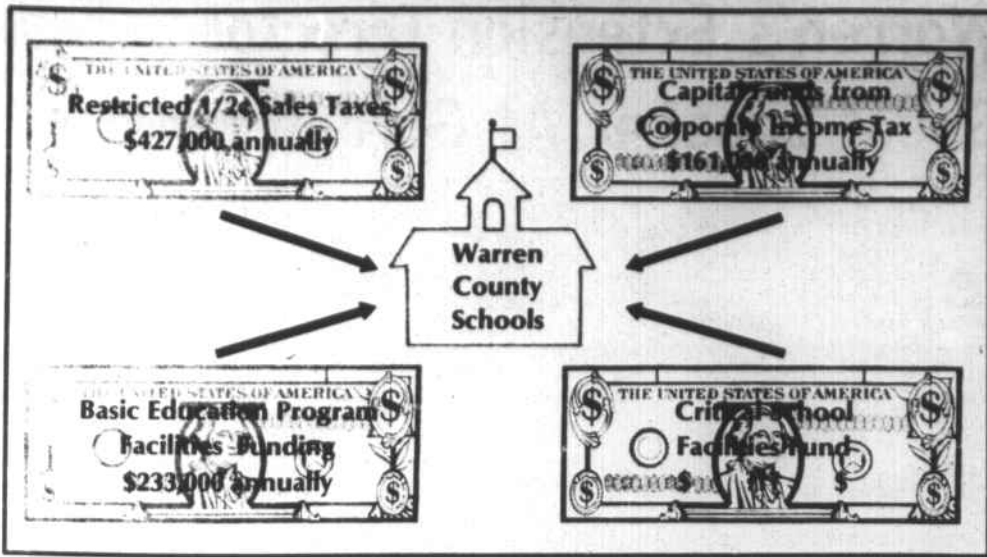 THE UNITED STATES OF AMERICA
Restricted 1/2¢ Sales Taxes
$427,000 annually
THE UNITED STATES OF AMERICA
Capital Funds from
Corporate Income Tax
$161,000 annually
Warren
County
Schools
THE UNITED STATES OF AMERICA
Basic Education Program
Facilities Funding
$233,000 annually
THE UNITED STATES OF AMERICA
Critical School
Facilities Fund
$ $